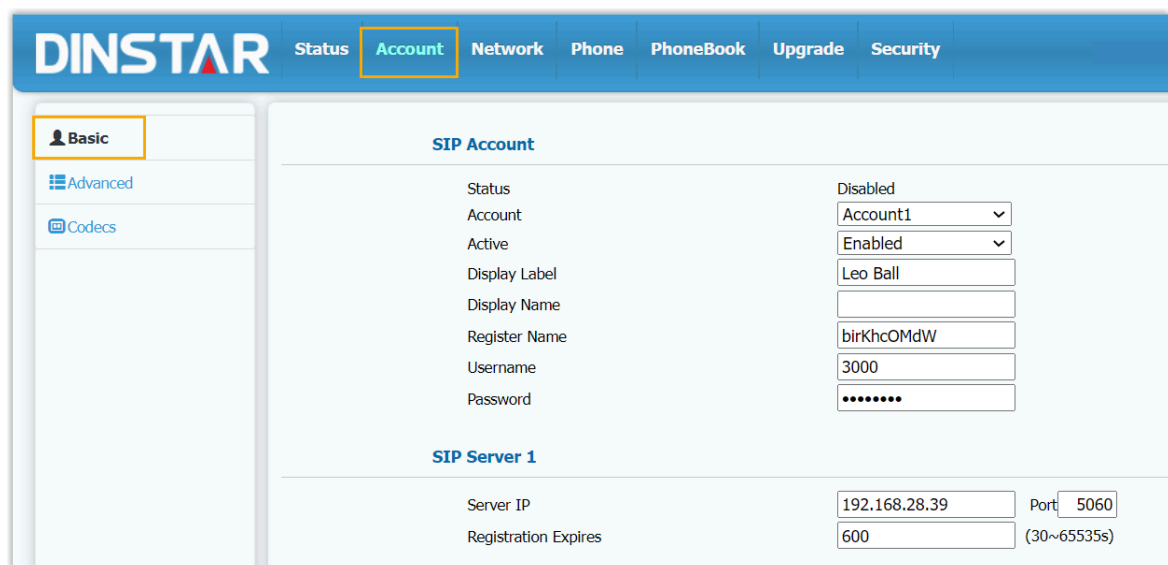 DINSTAR Status Account Network Phone PhoneBook Upgrade Security
Basic
Advanced
Codecs
SIP Account
Status Disabled
Account Account1
Active Enabled
Display Label Leo Ball
Display Name
Register Name birKhcOMdW
Username 3000
Password ••••••••
SIP Server 1
Server IP 192.168.28.39 Port 5060
Registration Expires 600 (30~65535s)